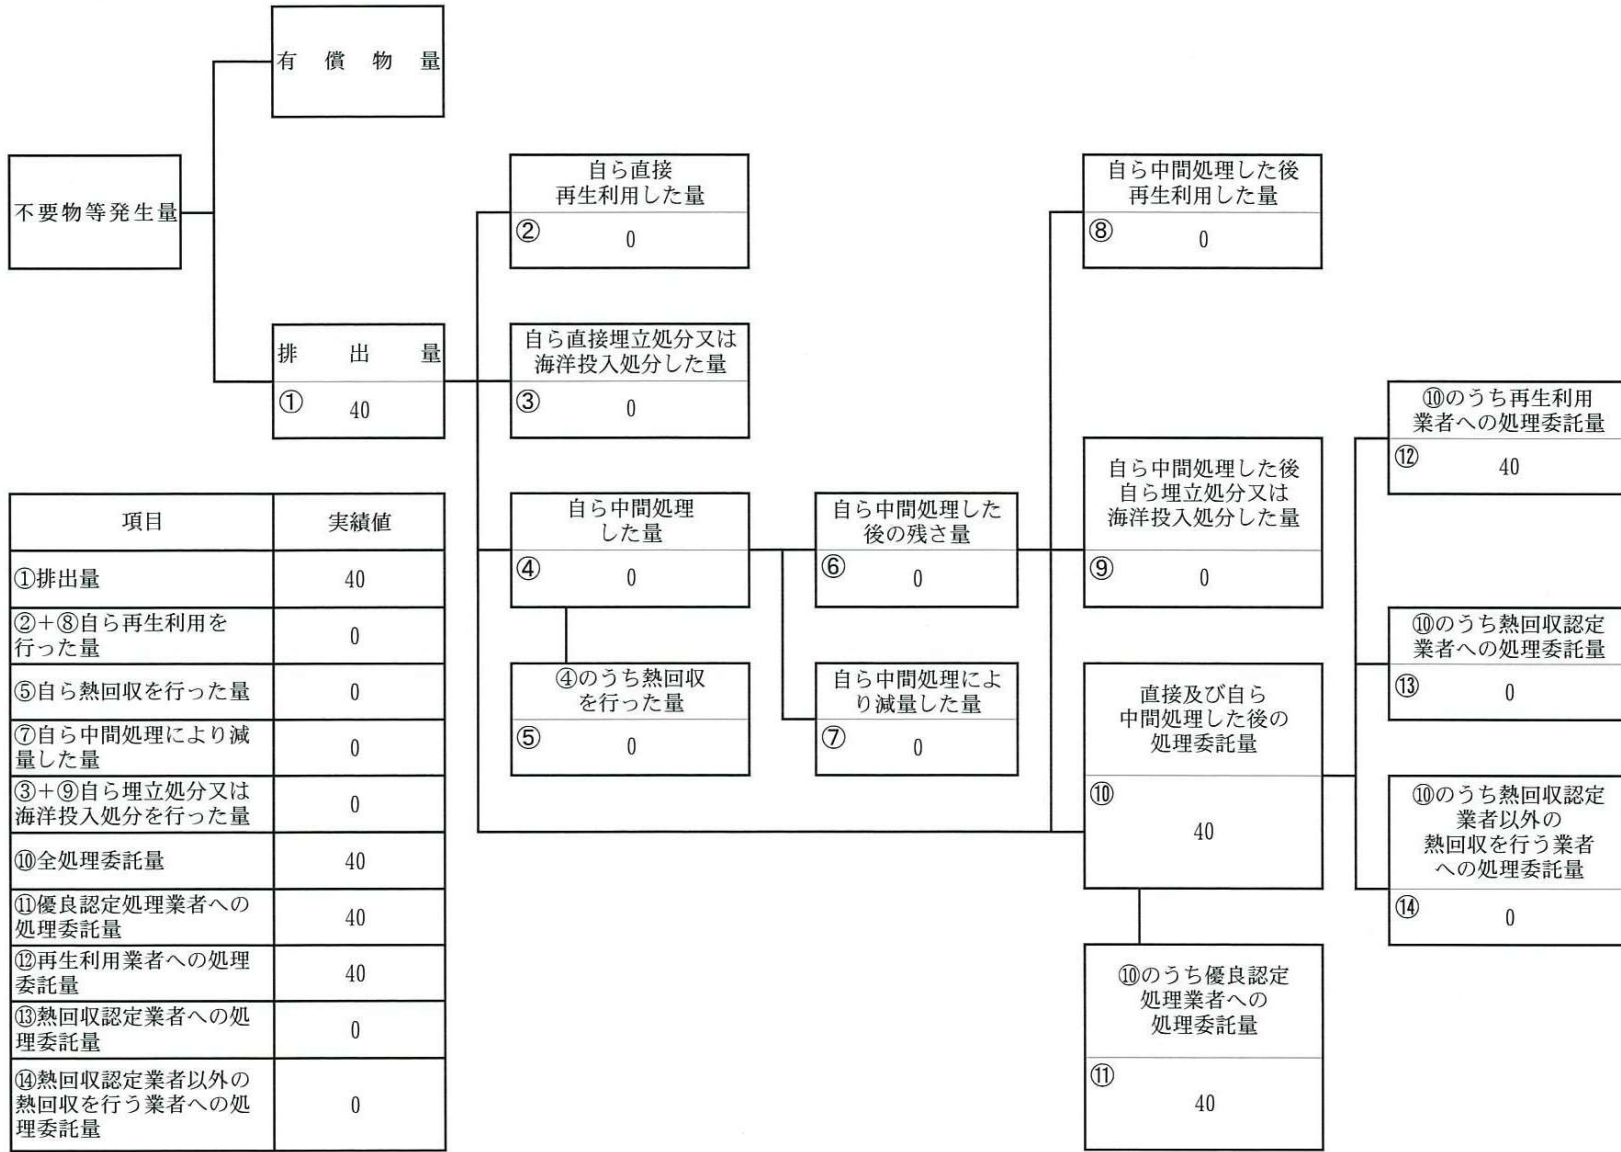 有償物量
不要物等発生量
排出量
① 40
自ら直接
再生利用した量
② 0
自ら直接埋立処分又は
海洋投入処分した量
③ 0
自ら中間処理
した量
④ 0
④のうち熱回収
を行った量
⑤ 0
自ら中間処理した
後の残さ量
⑥ 0
自ら中間処理によ
り減量した量
⑦ 0
自ら中間処理した後
再生利用した量
⑧ 0
自ら中間処理した後
自ら埋立処分又は
海洋投入処分した量
⑨ 0
直接及び自ら
中間処理した後の
処理委託量
⑩ 40
⑩のうち優良認定
処理業者への
処理委託量
⑪ 40
⑩のうち再生利用
業者への処理委託量
⑫ 40
⑩のうち熱回収認定
業者への処理委託量
⑬ 0
⑩のうち熱回収認定
業者以外の
熱回収を行う業者
への処理委託量
⑭ 0
項目 実績値
①排出量 40
②+⑧自ら再生利用を
行った量 0
⑤自ら熱回収を行った量 0
⑦自ら中間処理により減
量した量 0
③+⑨自ら埋立処分又は
海洋投入処分を行った量 0
⑩全処理委託量 40
⑪優良認定処理業者への
処理委託量 40
⑫再生利用業者への処理
委託量 40
⑬熱回収認定業者への処
理委託量 0
⑭熱回収認定業者以外の
熱回収を行う業者への処
理委託量 0